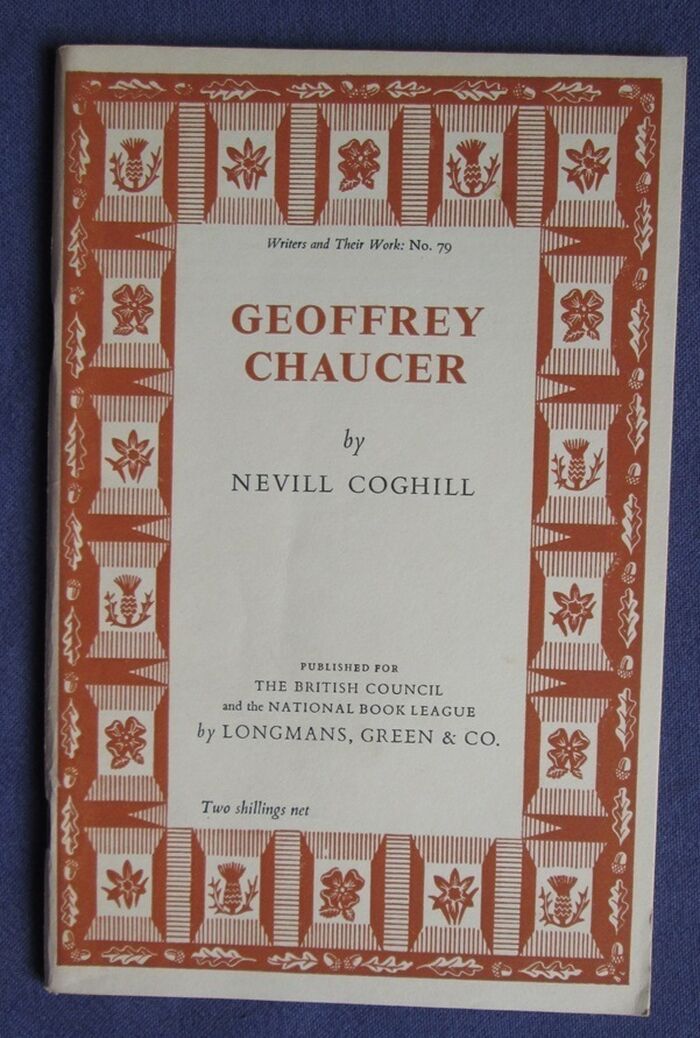 Writers and Their Work: No. 79
GEOFFREY
CHAUCER
by
NEVILL COGHILL
PUBLISHED FOR
THE BRITISH COUNCIL
and the NATIONAL BOOK LEAGUE
by LONGMANS, GREEN & CO.
Two shillings net